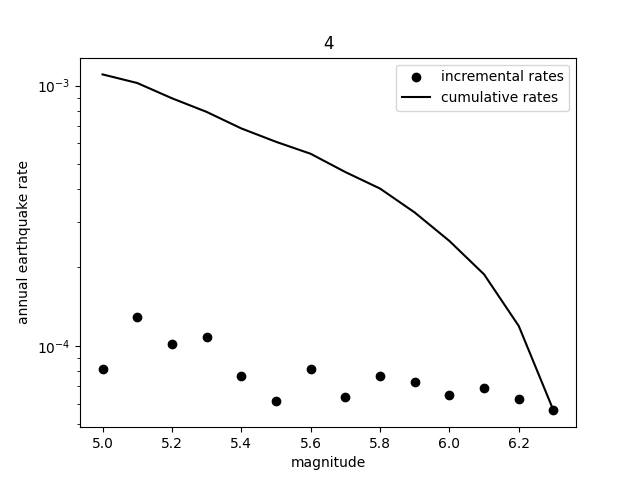 4
incremental rates
cumulative rates
10⁻³
10⁻⁴
annual earthquake rate
5.0 5.2 5.4 5.6 5.8 6.0 6.2
magnitude